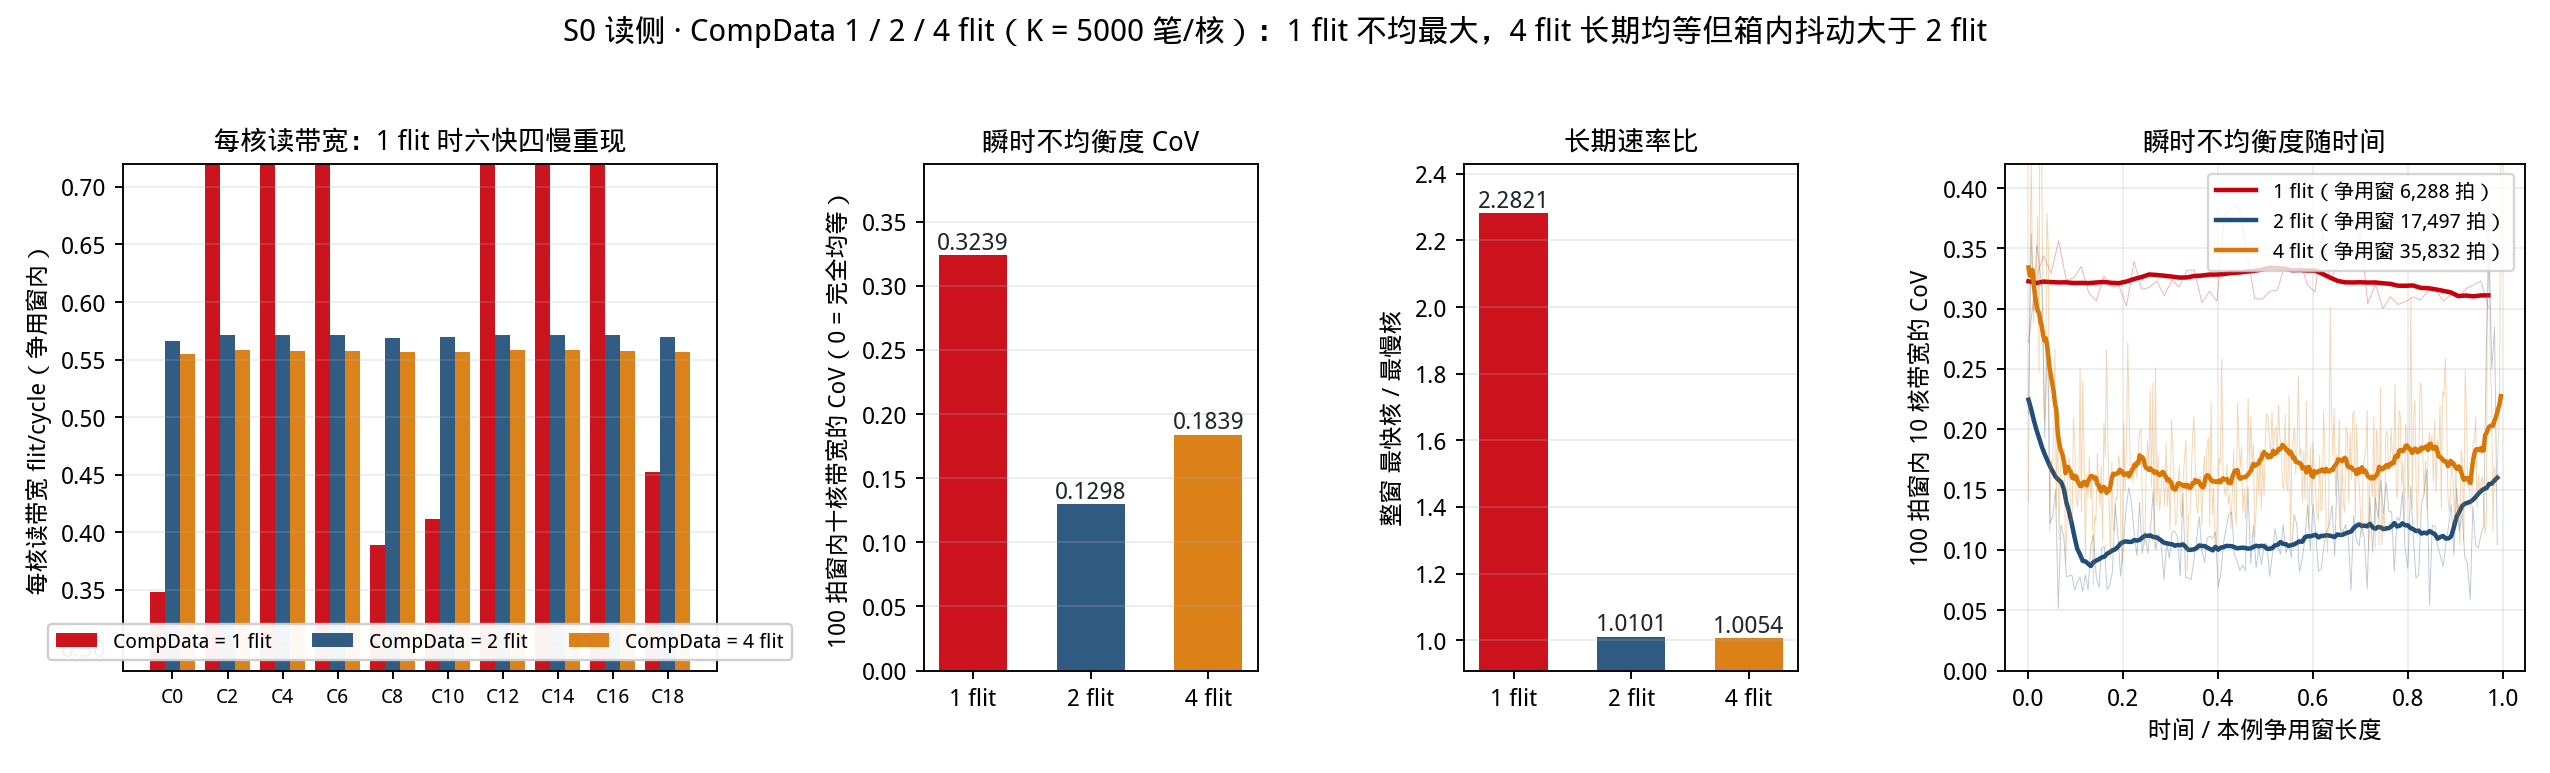 S0 读侧 · CompData 1 / 2 / 4 flit（K = 5000 笔/核）：1 flit 不均最大，4 flit 长期均等但箱内抖动大于 2 flit
每核读带宽：1 flit 时六快四慢重现
每核读带宽 flit/cycle（争用窗内）
0.70
0.65
0.60
0.55
0.50
0.45
0.40
0.35
CompData = 1 flit
CompData = 2 flit
CompData = 4 flit
C0
C2
C4
C6
C8
C10
C12
C14
C16
C18
瞬时不均衡度 CoV
100 拍窗内十核带宽的 CoV（0 = 完全均等）
0.35
0.30
0.25
0.20
0.15
0.10
0.05
0.00
0.3239
0.1298
0.1839
1 flit
2 flit
4 flit
长期速率比
整窗 最快核 / 最慢核
2.4
2.2
2.0
1.8
1.6
1.4
1.2
1.0
2.2821
1.0101
1.0054
1 flit
2 flit
4 flit
瞬时不均衡度随时间
100 拍窗内 10 核带宽的 CoV
0.40
0.35
0.30
0.25
0.20
0.15
0.10
0.05
0.00
1 flit（争用窗 6,288 拍）
2 flit（争用窗 17,497 拍）
4 flit（争用窗 35,832 拍）
0.0
0.2
0.4
0.6
0.8
1.0
时间 / 本例争用窗长度